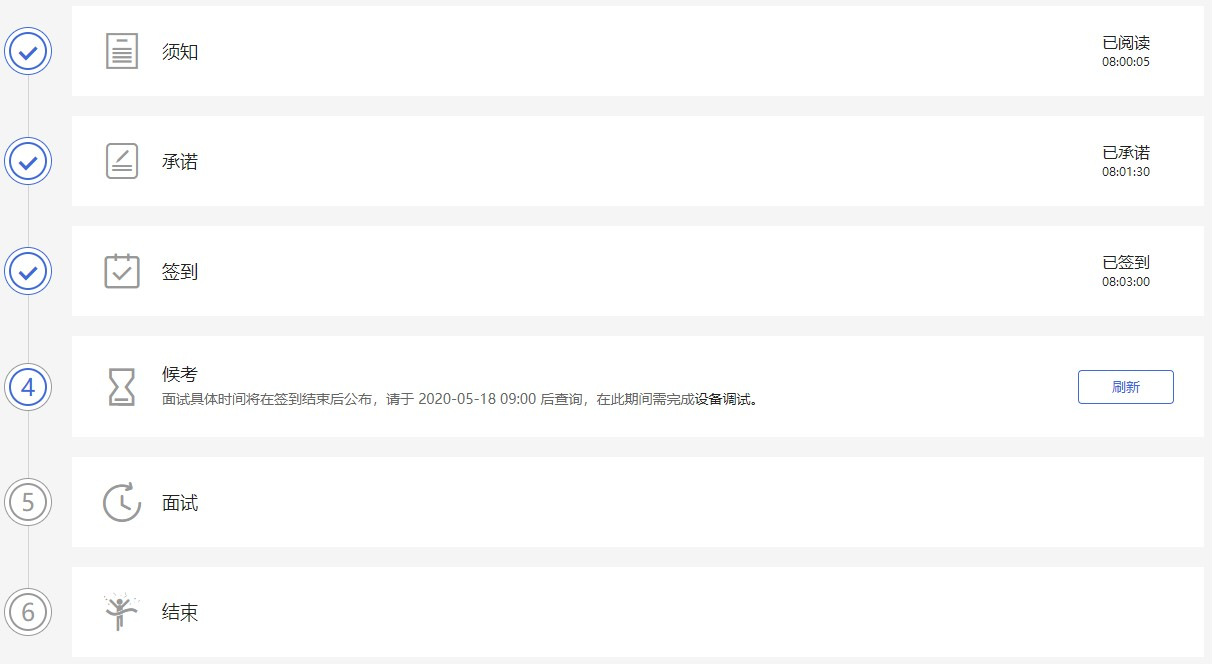 须知
已阅读
08:00:05
承诺
已承诺
08:01:30
签到
已签到
08:03:00
4
候考
面试具体时间将在签到结束后公布，请于 2020-05-18 09:00 后查询，在此期间需完成设备调试。
刷新
5
面试
6
结束